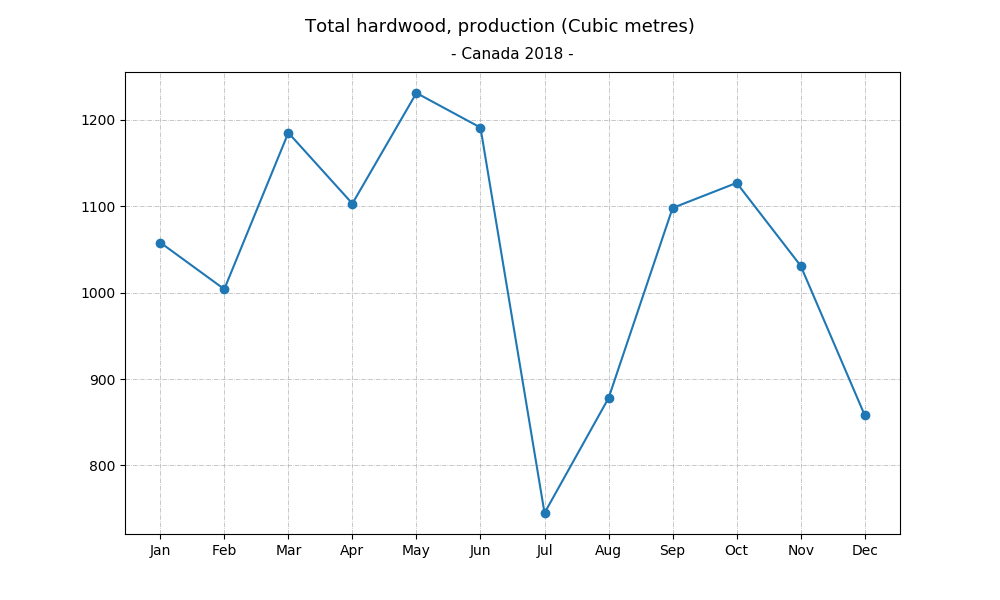 Total hardwood, production (Cubic metres)
- Canada 2018 -
1200
1100
1000
900
800
Jan Feb Mar Apr May Jun Jul Aug Sep Oct Nov Dec